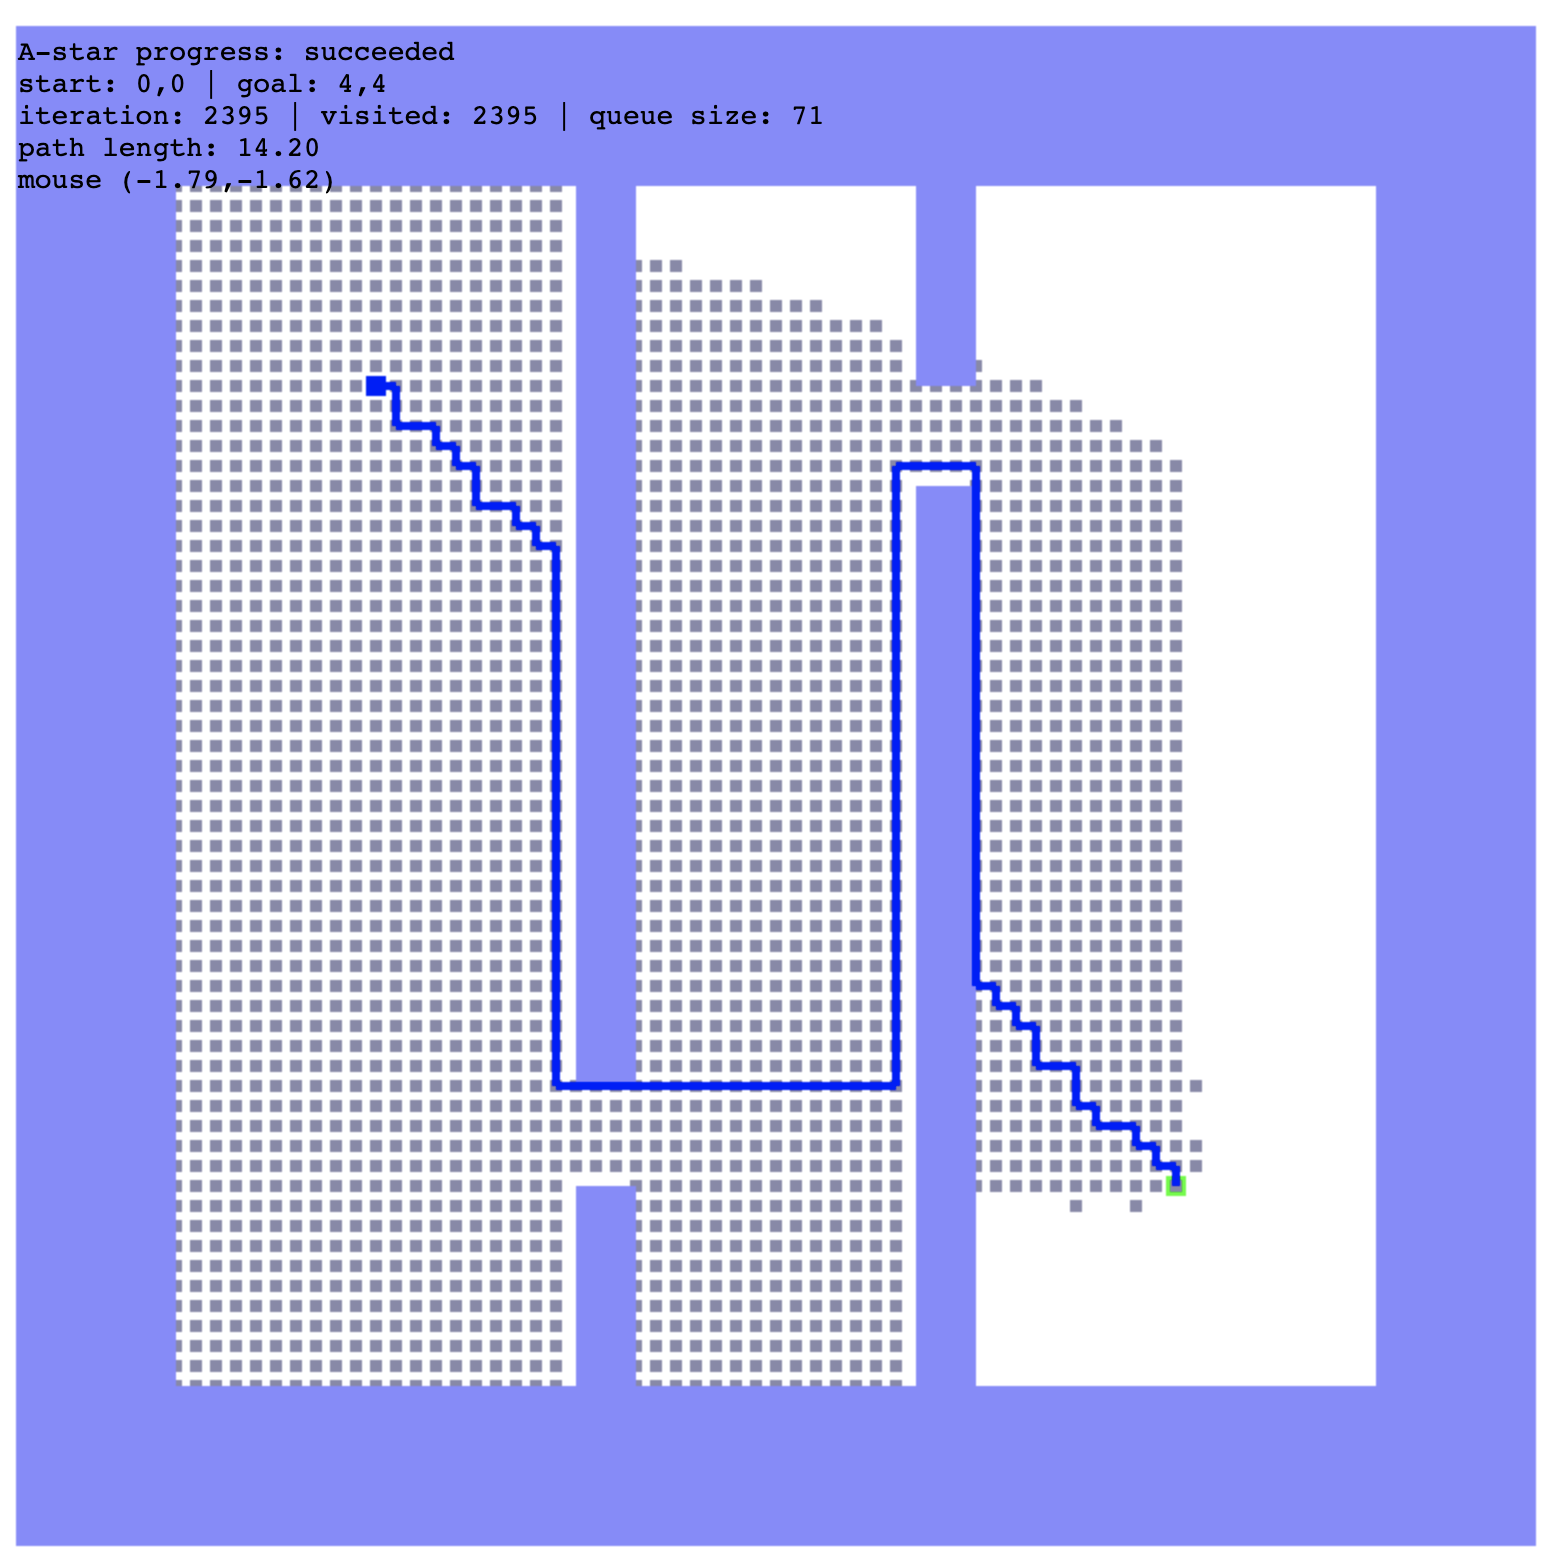 A-star progress: succeeded
start: 0,0 | goal: 4,4
iteration: 2395 | visited: 2395 | queue size: 71
path length: 14.20
mouse (-1.79,-1.62)